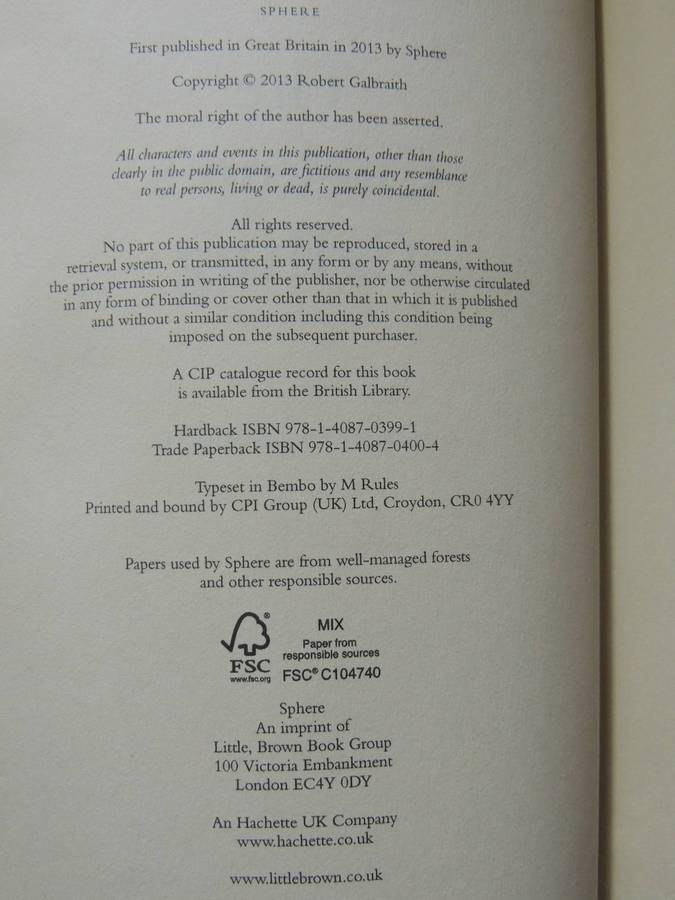 SPHERE
First published in Great Britain in 2013 by Sphere
Copyright © 2013 Robert Galbraith
The moral right of the author has been asserted.
All characters and events in this publication, other than those
clearly in the public domain, are fictitious and any resemblance
to real persons, living or dead, is purely coincidental.
All rights reserved.
No part of this publication may be reproduced, stored in a
retrieval system, or transmitted, in any form or by any means, without
the prior permission in writing of the publisher, nor be otherwise circulated
in any form of binding or cover other than that in which it is published
and without a similar condition including this condition being
imposed on the subsequent purchaser.
A CIP catalogue record for this book
is available from the British Library.
Hardback ISBN 978-1-4087-0399-1
Trade Paperback ISBN 978-1-4087-0400-4
Typeset in Bembo by M Rules
Printed and bound by CPI Group (UK) Ltd, Croydon, CR0 4YY
Papers used by Sphere are from well-managed forests
and other responsible sources.
®
FSC
www.fsc.org
MIX
Paper from
responsible sources
FSC® C104740
Sphere
An imprint of
Little, Brown Book Group
100 Victoria Embankment
London EC4Y 0DY
An Hachette UK Company
www.hachette.co.uk
www.littlebrown.co.uk